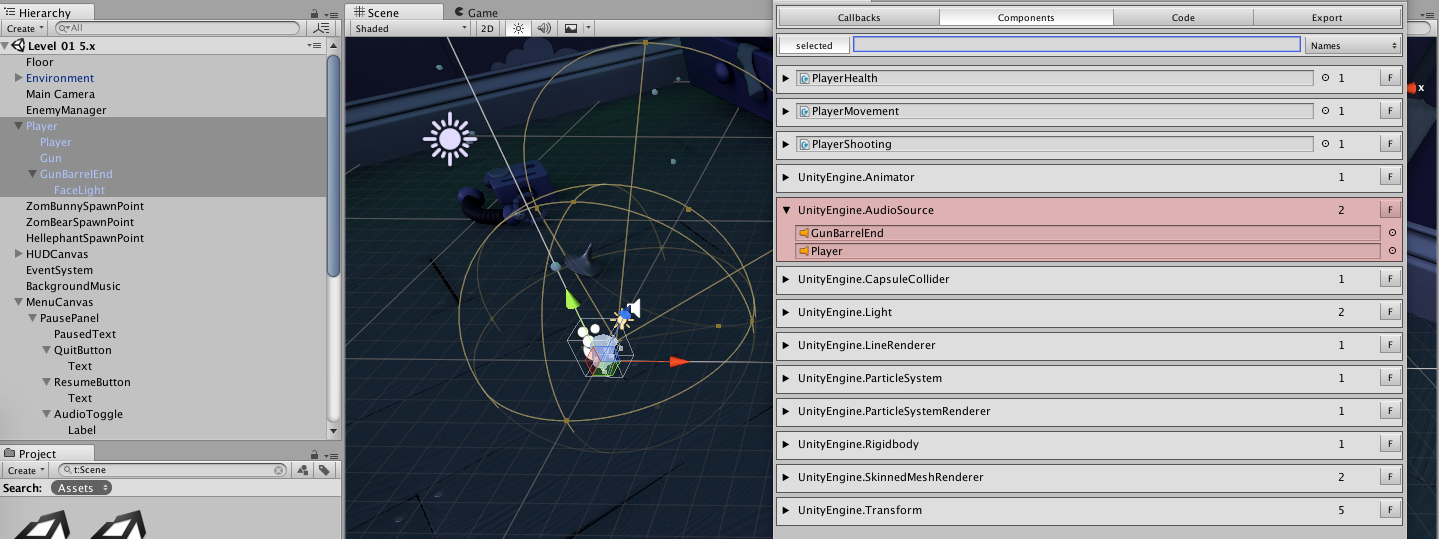 Hierarchy
Create
All
Level 01 5.x
Floor
Environment
Main Camera
EnemyManager
Player
Player
Gun
GunBarrelEnd
FaceLight
ZomBunnySpawnPoint
ZomBearSpawnPoint
HellephantSpawnPoint
HUDCanvas
EventSystem
BackgroundMusic
MenuCanvas
PausePanel
PausedText
QuitButton
Text
ResumeButton
Text
AudioToggle
Label
Project
Create
t:Scene
Search: Assets
Scene Game
Shaded 2D
Callbacks Components Code Export
selected Names
PlayerHealth 1 F
PlayerMovement 1 F
PlayerShooting 1 F
UnityEngine.Animator 1 F
UnityEngine.AudioSource 2 F
GunBarrelEnd
Player
UnityEngine.CapsuleCollider 1 F
UnityEngine.Light 2 F
UnityEngine.LineRenderer 1 F
UnityEngine.ParticleSystem 1 F
UnityEngine.ParticleSystemRenderer 1 F
UnityEngine.Rigidbody 1 F
UnityEngine.SkinnedMeshRenderer 2 F
UnityEngine.Transform 5 F
x